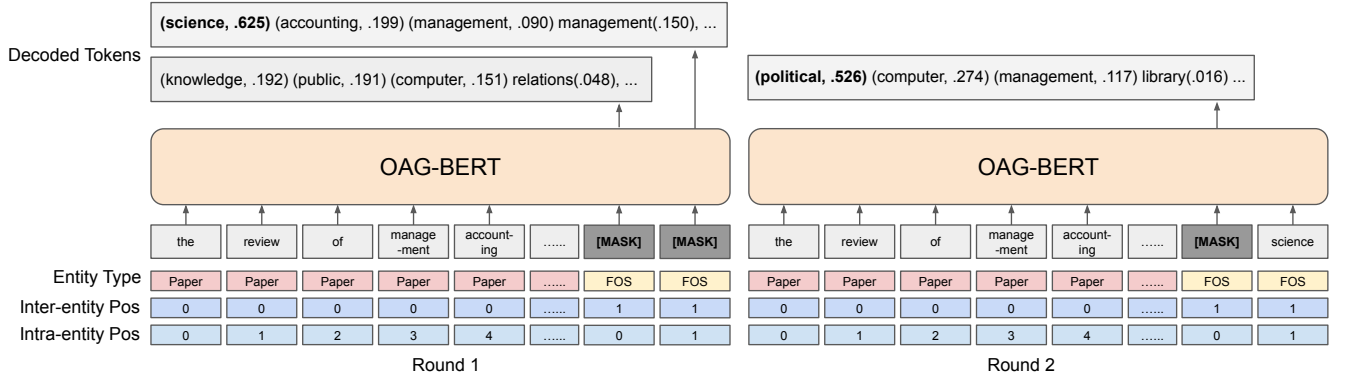 (science, .625) (accounting, .199) (management, .090) management(.150), ...
Decoded Tokens
(knowledge, .192) (public, .191) (computer, .151) relations(.048), ...
(political, .526) (computer, .274) (management, .117) library(.016) ...
OAG-BERT OAG-BERT
the review of manage accounts- ...... [MASK] [MASK] the review of manage account- ...... [MASK] science
-ment ing -ment ing
Entity Type Paper Paper Paper Paper Paper ...... FOS FOS Paper Paper Paper Paper Paper ...... FOS FOS
Inter-entity Pos 0 0 0 0 0 ...... 1 1 0 0 0 0 0 ...... 1 1
Intra-entity Pos 0 1 2 3 4 ...... 0 1 0 1 2 3 4 ...... 0 1
Round 1 Round 2